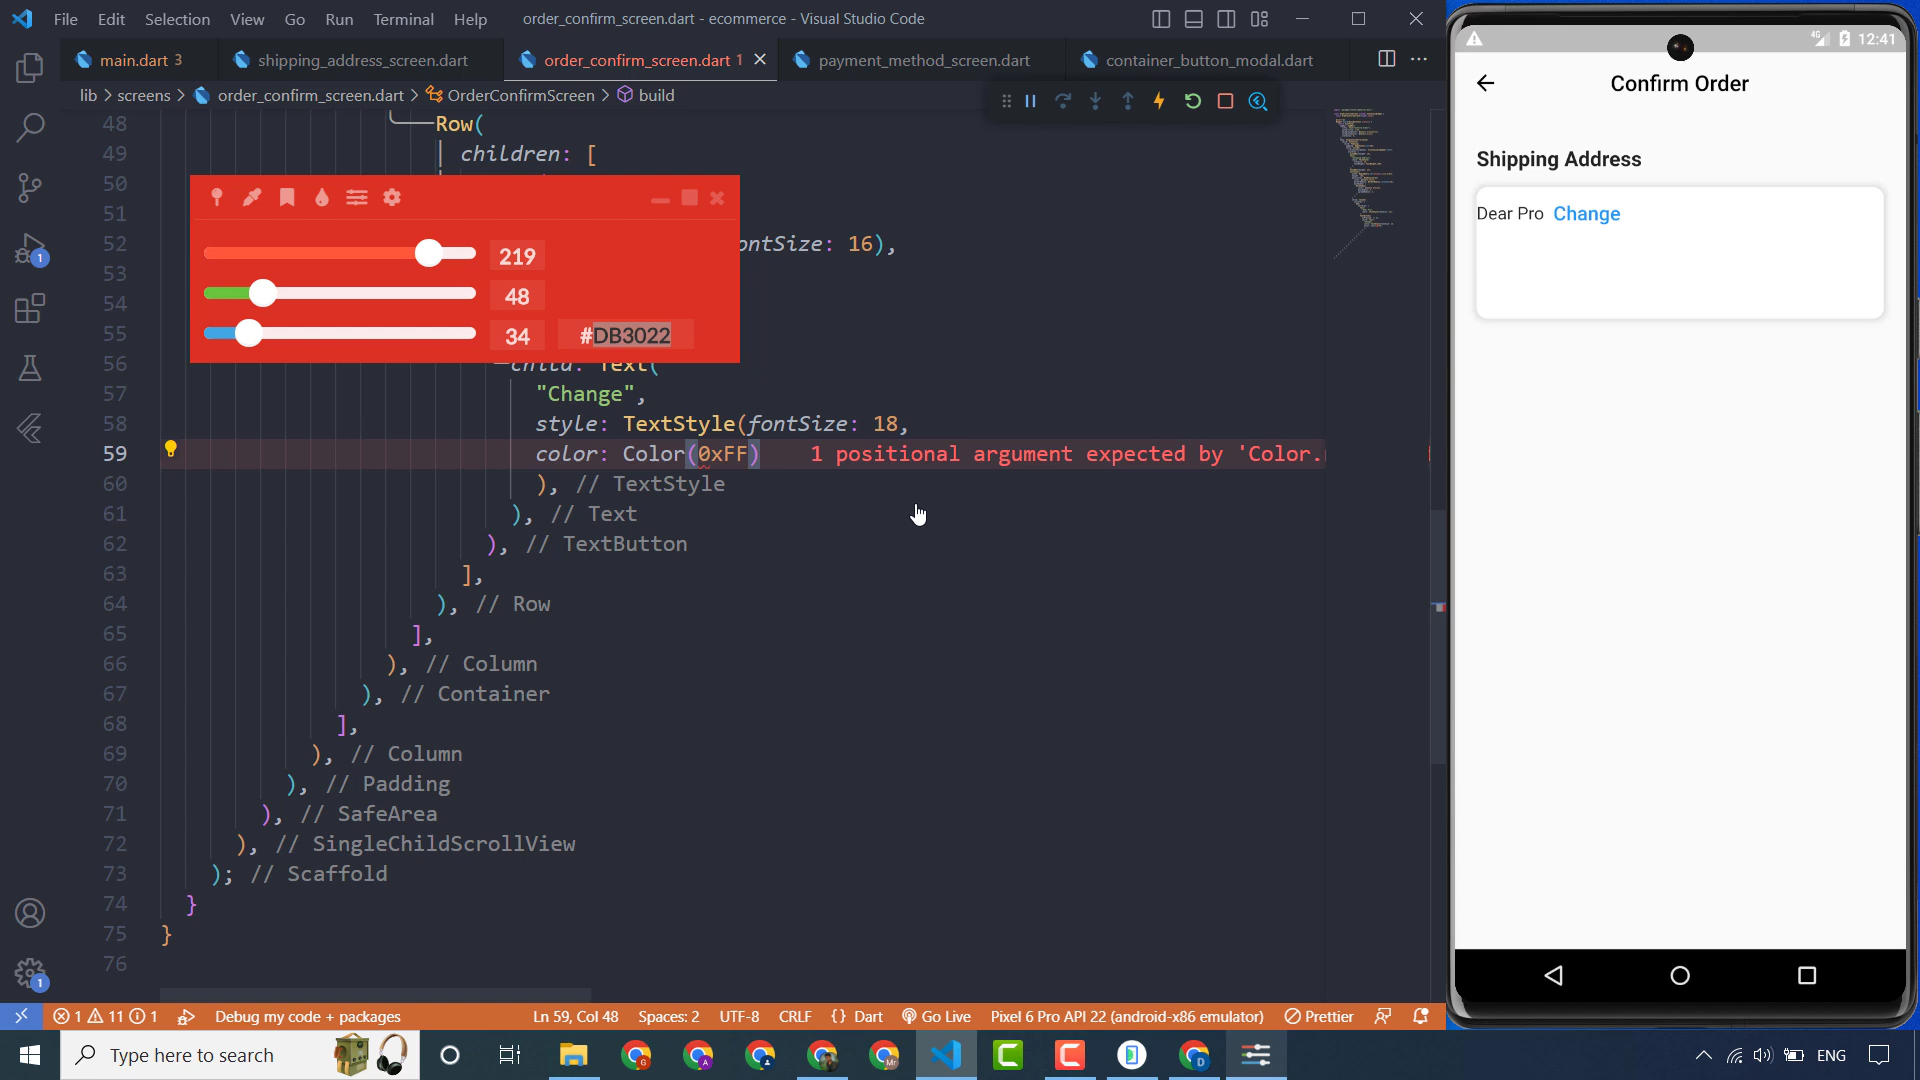 File Edit Selection View Go Run Terminal Help order_confirm_screen.dart - ecommerce - Visual Studio Code
main.dart 3 shipping_address_screen.dart order_confirm_screen.dart 1 payment_method_screen.dart container_button_modal.dart
lib > screens > order_confirm_screen.dart > OrderConfirmScreen > build
48 Row(
49 children: [
50
51
52 ontSize: 16),
53
54
55
56 child: Text(
57 "Change",
58 style: TextStyle(fontSize: 18,
59 color: Color(0xFF) 1 positional argument expected by 'Color.
60 ), // TextStyle
61 ), // Text
62 ), // TextButton
63 ],
64 ), // Row
65 ],
66 ), // Column
67 ), // Container
68 ],
69 ), // Column
70 ), // Padding
71 ), // SafeArea
72 ), // SingleChildScrollView
73 ); // Scaffold
74 }
75 }
76
219
48
34 #DB3022
1
1
1 11 1 Debug my code + packages Ln 59, Col 48 Spaces: 2 UTF-8 CRLF {} Dart Go Live Pixel 6 Pro API 22 (android-x86 emulator) Prettier
Type here to search
ENG
4G 12:41
Confirm Order
Shipping Address
Dear Pro Change